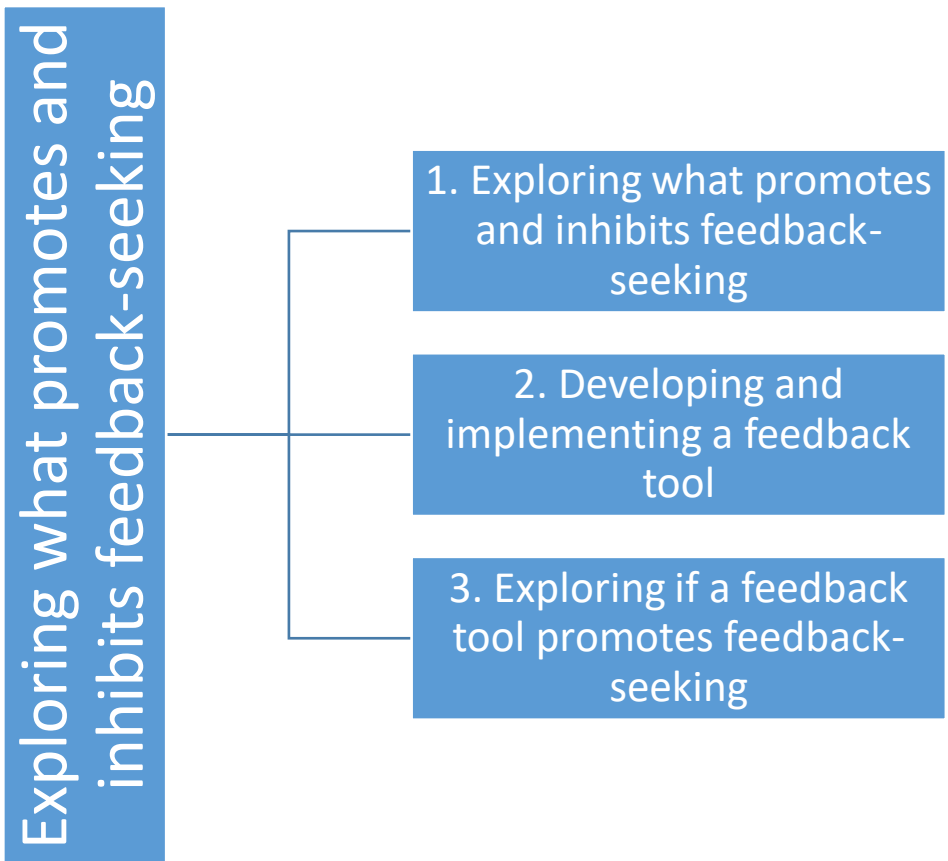 Exploring what promotes and
inhibits feedback-seeking
1. Exploring what promotes
and inhibits feedback-
seeking
2. Developing and
implementing a feedback
tool
3. Exploring if a feedback
tool promotes feedback-
seeking